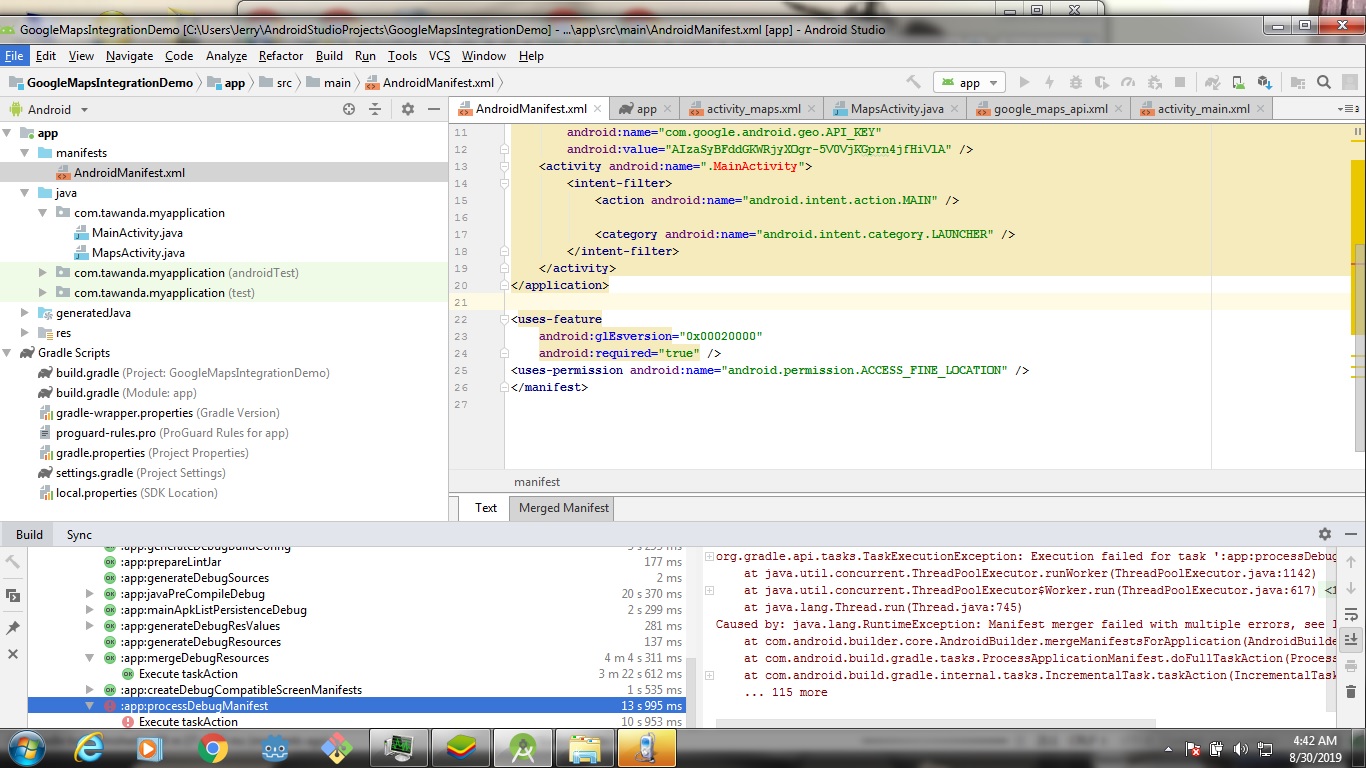 GoogleMapsIntegrationDemo [C:\Users\Jerry\AndroidStudioProjects\GoogleMapsIntegrationDemo] - ...\app\src\main\AndroidManifest.xml [app] - Android Studio
File Edit View Navigate Code Analyze Refactor Build Run Tools VCS Window Help
GoogleMapsIntegrationDemo app src main AndroidManifest.xml app
Android AndroidManifest.xml app activity_maps.xml MapsActivity.java google_maps_api.xml activity_main.xml
app
manifests
AndroidManifest.xml
java
com.tawanda.myapplication
MainActivity.java
MapsActivity.java
com.tawanda.myapplication (androidTest)
com.tawanda.myapplication (test)
generatedJava
res
Gradle Scripts
build.gradle (Project: GoogleMapsIntegrationDemo)
build.gradle (Module: app)
gradle-wrapper.properties (Gradle Version)
proguard-rules.pro (ProGuard Rules for app)
gradle.properties (Project Properties)
settings.gradle (Project Settings)
local.properties (SDK Location)
11 android:name="com.google.android.geo.API_KEY"
12 android:value=" />
13 <activity android:name=".MainActivity">
14 <intent-filter>
15 <action android:name="android.intent.action.MAIN" />
16
17 <category android:name="android.intent.category.LAUNCHER" />
18 </intent-filter>
19 </activity>
20 </application>
21
22 <uses-feature
23 android:glEsversion="0x00020000"
24 android:required="true" />
25 <uses-permission android:name="android.permission.ACCESS_FINE_LOCATION" />
26 </manifest>
27
manifest
Text Merged Manifest
Build Sync
:app:generateDebugBuildConfig
:app:prepareLintJar 177 ms
:app:generateDebugSources 2 ms
:app:javaPreCompileDebug 20 s 370 ms
:app:mainApkListPersistenceDebug 2 s 299 ms
:app:generateDebugResValues 281 ms
:app:generateDebugResources 137 ms
:app:mergeDebugResources 4 m 4 s 311 ms
Execute taskAction 3 m 22 s 612 ms
:app:createDebugCompatibleScreenManifests 1 s 535 ms
:app:processDebugManifest 13 s 995 ms
Execute taskAction 10 s 953 ms
org.gradle.api.tasks.TaskExecutionException: Execution failed for task ':app:processDebug
at java.util.concurrent.ThreadPoolExecutor.runWorker(ThreadPoolExecutor.java:1142)
at java.util.concurrent.ThreadPoolExecutor$Worker.run(ThreadPoolExecutor.java:617) <1
at java.lang.Thread.run(Thread.java:745)
Caused by: java.lang.RuntimeException: Manifest merger failed with multiple errors, see
at com.android.builder.core.AndroidBuilder.mergeManifestsForApplication(AndroidBuilde
at com.android.build.gradle.tasks.ProcessApplicationManifest.doFullTaskAction(Proces
at com.android.build.gradle.internal.tasks.IncrementalTask.taskAction(IncrementalTask
... 115 more
4:42 AM
8/30/2019